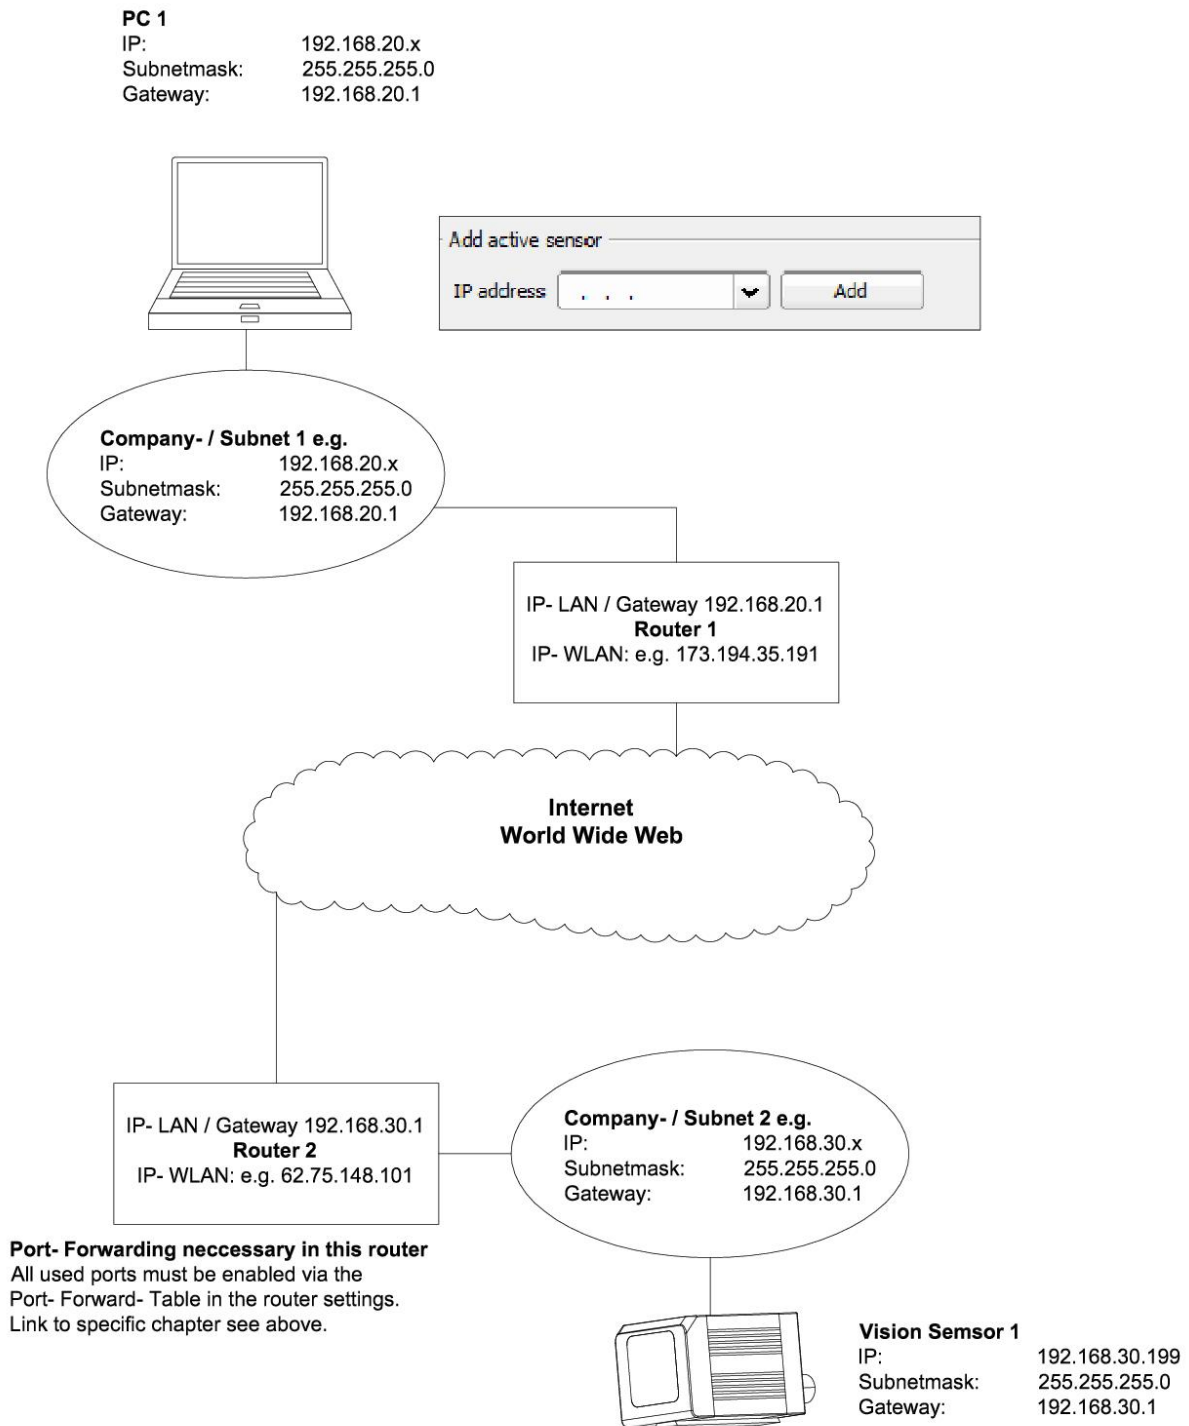 PC 1
IP: 192.168.20.x
Subnetmask: 255.255.255.0
Gateway: 192.168.20.1
Add active sensor
IP address . . . Add
Company- / Subnet 1 e.g.
IP: 192.168.20.x
Subnetmask: 255.255.255.0
Gateway: 192.168.20.1
IP- LAN / Gateway 192.168.20.1
Router 1
IP- WLAN: e.g. 173.194.35.191
Internet
World Wide Web
IP- LAN / Gateway 192.168.30.1
Router 2
IP- WLAN: e.g. 62.75.148.101
Company- / Subnet 2 e.g.
IP: 192.168.30.x
Subnetmask: 255.255.255.0
Gateway: 192.168.30.1
Port- Forwarding neccessary in this router
All used ports must be enabled via the
Port- Forward- Table in the router settings.
Link to specific chapter see above.
Vision Semsor 1
IP: 192.168.30.199
Subnetmask: 255.255.255.0
Gateway: 192.168.30.1